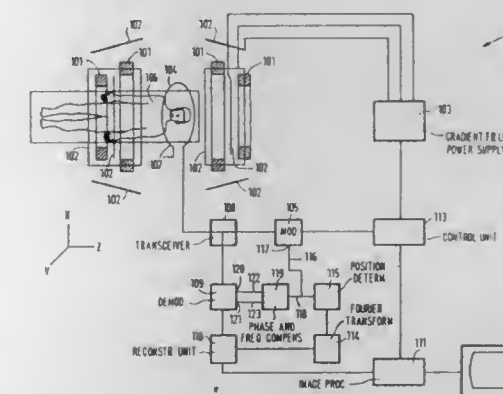 102
102
101
101
101
101
104
106
103
GRADIENT FIELD
POWER SUPPLY
102
107
102
102
102
102
102
X
Z
Y
108
TRANSCEIVER
105
MOD
117
116
113
CONTROL UNIT
109
DEMOD
120
122
121
123
119
118
115
POSITION
DETERM
PHASE AND
FREQ COMPENS
FOURIER
TRANSFORM
114
110
RECONSTR UNIT
111
IMAGE PROC